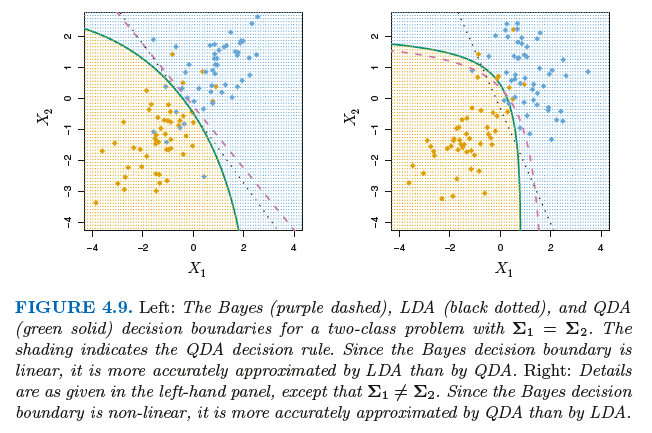 2
1
0
−1
−2
−3
−4
X2
−4
−2
0
2
4
X1
2
1
0
−1
−2
−3
−4
X2
−4
−2
0
2
4
X1
FIGURE 4.9. Left: The Bayes (purple dashed), LDA (black dotted), and QDA
(green solid) decision boundaries for a two-class problem with Σ1 = Σ2. The
shading indicates the QDA decision rule. Since the Bayes decision boundary is
linear, it is more accurately approximated by LDA than by QDA. Right: Details
are as given in the left-hand panel, except that Σ1 ≠ Σ2. Since the Bayes decision
boundary is non-linear, it is more accurately approximated by QDA than by LDA.